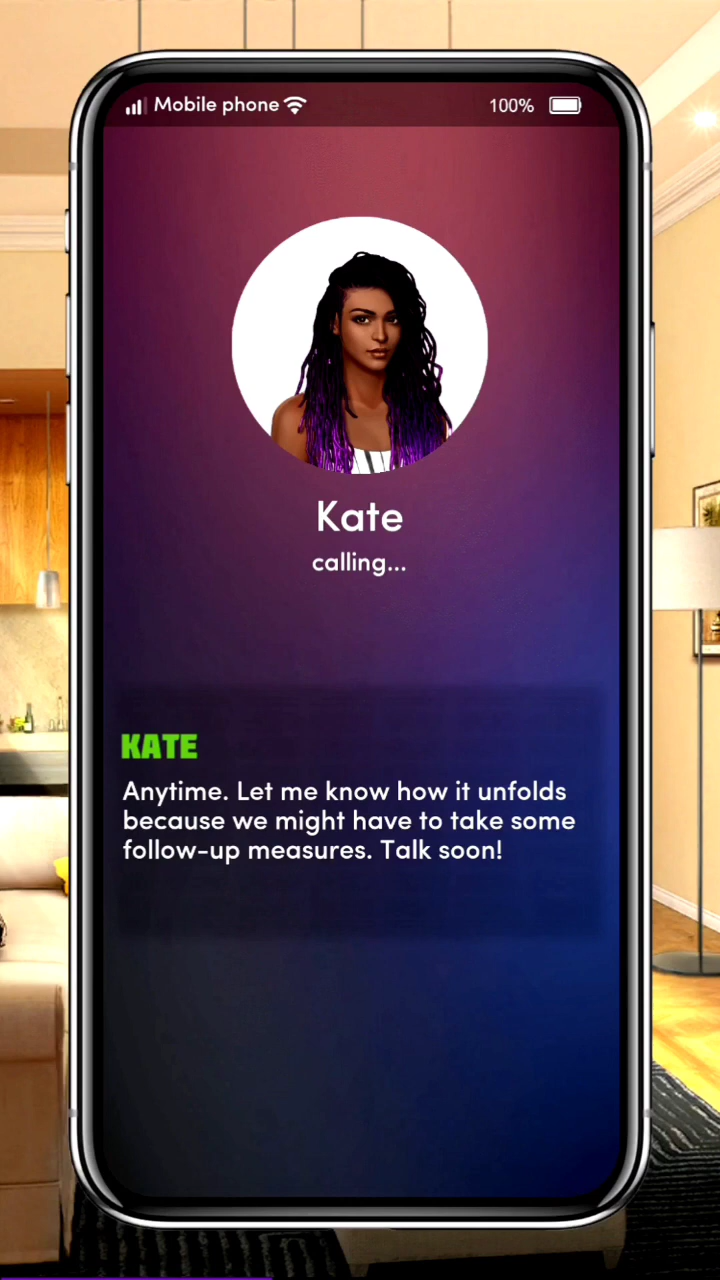 Mobile phone 100%
Kate
calling...
KATE
Anytime. Let me know how it unfolds
because we might have to take some
follow-up measures. Talk soon!